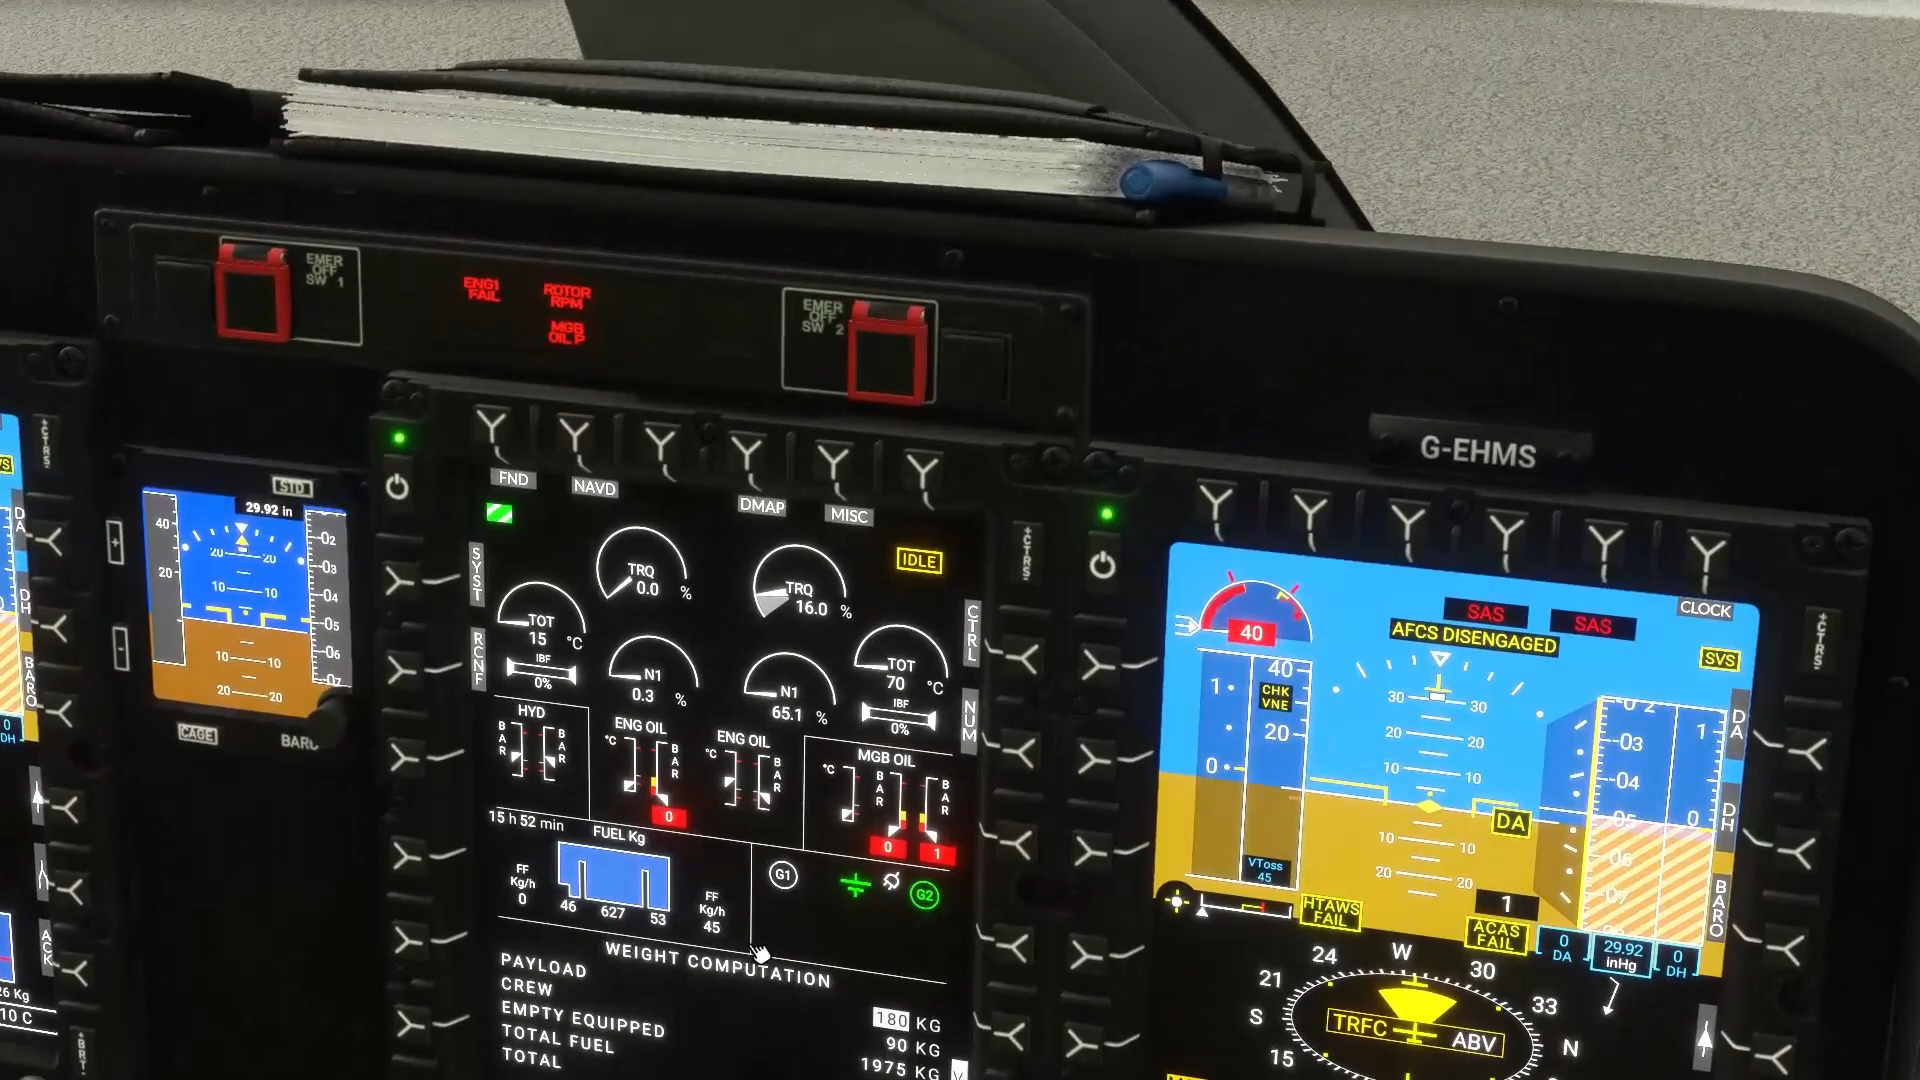 EMER
OFF
SW 1
ENG1
FAIL
ROTOR
RPM
MGB
OIL P
EMER
OFF
SW 2
G-EHMS
STD
29.92 in
40
20
20
20
10
10
10
10
20
20
-02
-03
-04
-05
-06
-07
CAGE
BARO
FND
NAVD
DMAP
MISC
SYST
RCNF
CTRL
NUM
IDLE
TRQ
0.0 %
TRQ
16.0 %
TOT
15 °C
IBF
0%
N1
0.3 %
N1
65.1 %
TOT
70 °C
IBF
0%
HYD
BAR
BAR
ENG OIL
°C
BAR
0
ENG OIL
°C
BAR
MGB OIL
°C
BAR
BAR
0
1
15 h 52 min
FUEL Kg
FF
Kg/h
0
46
627
53
FF
Kg/h
45
G1
G2
WEIGHT COMPUTATION
PAYLOAD
180 KG
CREW
90 KG
EMPTY EQUIPPED
1975 KG
TOTAL FUEL
TOTAL
CLOCK
SAS
SAS
AFCS DISENGAGED
SVS
40
CHK
VNE
40
20
1
0
VToss
45
30
30
20
20
10
10
10
10
20
20
DA
HTAWS
FAIL
ACAS
FAIL
1
-03
-04
-05
-06
-07
1
0
0
DA
29.92
inHg
0
DH
DA
DH
BARO
21
24
W
30
33
N
S
15
TRFC
ABV
DA
DH
BARO
0
DH
ACK
26 Kg
10 C
+CTRS-
+CTRS-
+CTRS-
+BRT-